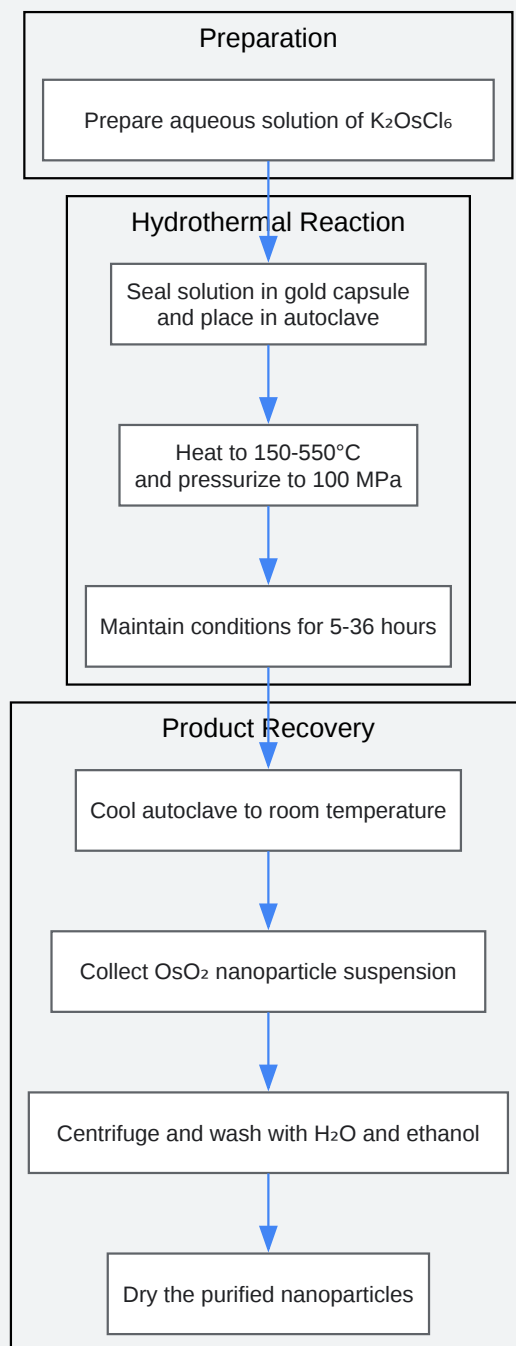 Preparation
Prepare aqueous solution of K₂OsCl₆
Hydrothermal Reaction
Seal solution in gold capsule
and place in autoclave
Heat to 150-550°C
and pressurize to 100 MPa
Maintain conditions for 5-36 hours
Product Recovery
Cool autoclave to room temperature
Collect OsO₂ nanoparticle suspension
Centrifuge and wash with H₂O and ethanol
Dry the purified nanoparticles